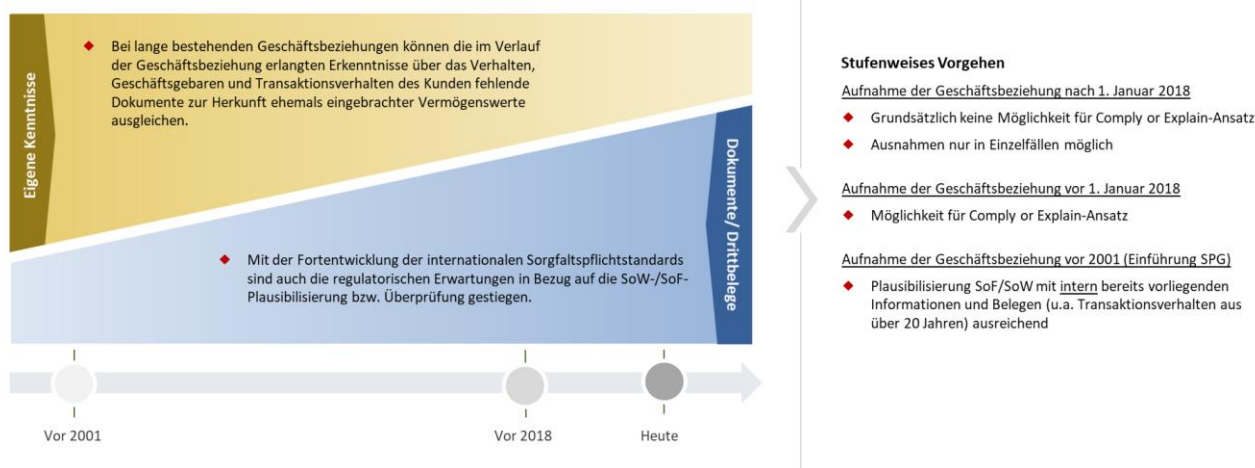 Eigene Kenntnisse
Bei lange bestehenden Geschäftsbeziehungen können die im Verlauf
der Geschäftsbeziehung erlangten Erkenntnisse über das Verhalten,
Geschäftsgebaren und Transaktionsverhalten des Kunden fehlende
Dokumente zur Herkunft ehemals eingebrachter Vermögenswerte
ausgleichen.
Mit der Fortentwicklung der internationalen Sorgfaltspflichtstandards
sind auch die regulatorischen Erwartungen in Bezug auf die SoW-/SoF-
Plausibilisierung bzw. Überprüfung gestiegen.
Dokumente/ Drittbelege
Vor 2001
Vor 2018
Heute
Stufenweises Vorgehen
Aufnahme der Geschäftsbeziehung nach 1. Januar 2018
Grundsätzlich keine Möglichkeit für Comply or Explain-Ansatz
Ausnahmen nur in Einzelfällen möglich
Aufnahme der Geschäftsbeziehung vor 1. Januar 2018
Möglichkeit für Comply or Explain-Ansatz
Aufnahme der Geschäftsbeziehung vor 2001 (Einführung SPG)
Plausibilisierung SoF/SoW mit intern bereits vorliegenden
Informationen und Belegen (u.a. Transaktionsverhalten aus
über 20 Jahren) ausreichend